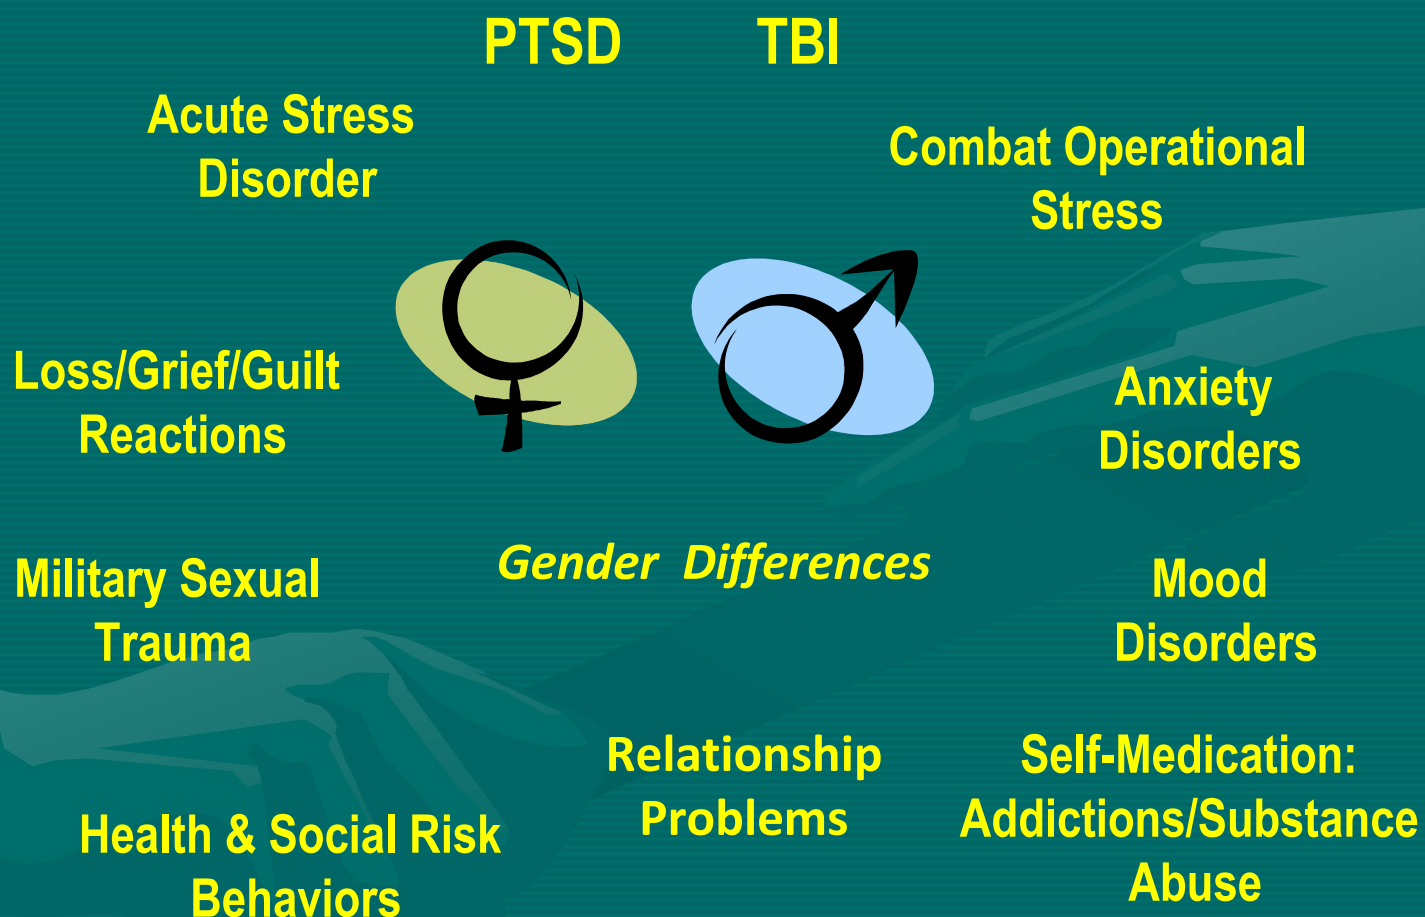 PTSD TBI
Acute Stress
Disorder
Combat Operational
Stress
Loss/Grief/Guilt
Reactions
Anxiety
Disorders
Military Sexual
Trauma
Gender Differences
Mood
Disorders
Relationship
Problems
Self-Medication:
Addictions/Substance
Abuse
Health & Social Risk
Behaviors